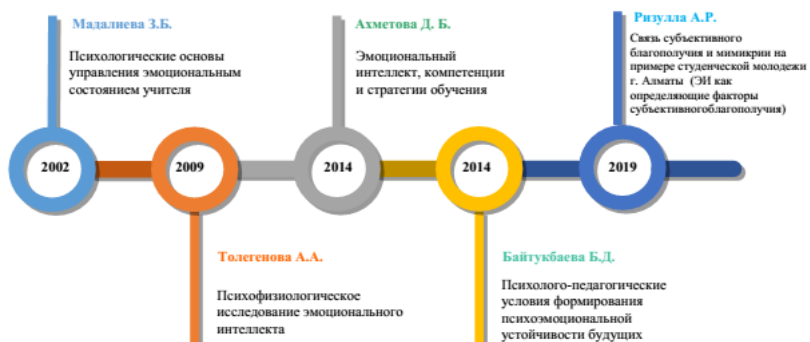 Мадалиева З.Б.
Психологические основы
управления эмоциональным
состоянием учителя
Ахметова Д. Б.
Эмоциональный
интеллект, компетенции
и стратегии обучения
Ризулла А.Р.
Связь субъективного
благополучия и мимикрии на
примере студенческой молодежи
г. Алматы (ЭИ как
определяющие факторы
субъективногоблагополучия)
2002
2009
2014
2014
2019
Толегенова А.А.
Психофизиологическое
исследование эмоционального
интеллекта
Байтукбаева Б.Д.
Психолого-педагогические
условия формирования
психоэмоциональной
устойчивости будущих